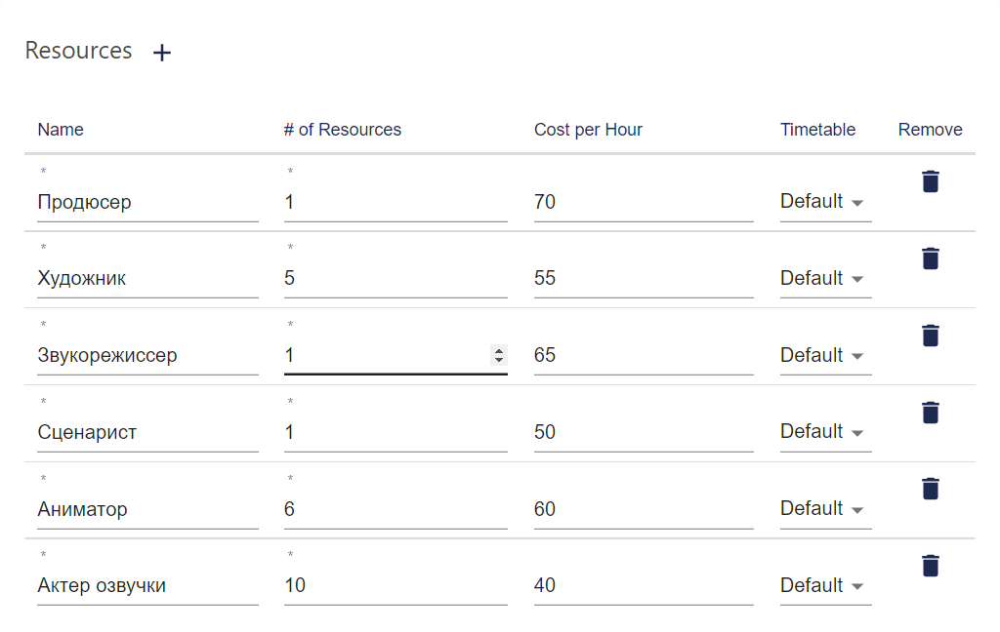 Resources +
Name # of Resources Cost per Hour Timetable Remove
* *
Продюсер 1 70 Default
* *
Художник 5 55 Default
* *
Звукорежиссер 1 65 Default
* *
Сценарист 1 50 Default
* *
Аниматор 6 60 Default
* *
Актер озвучки 10 40 Default